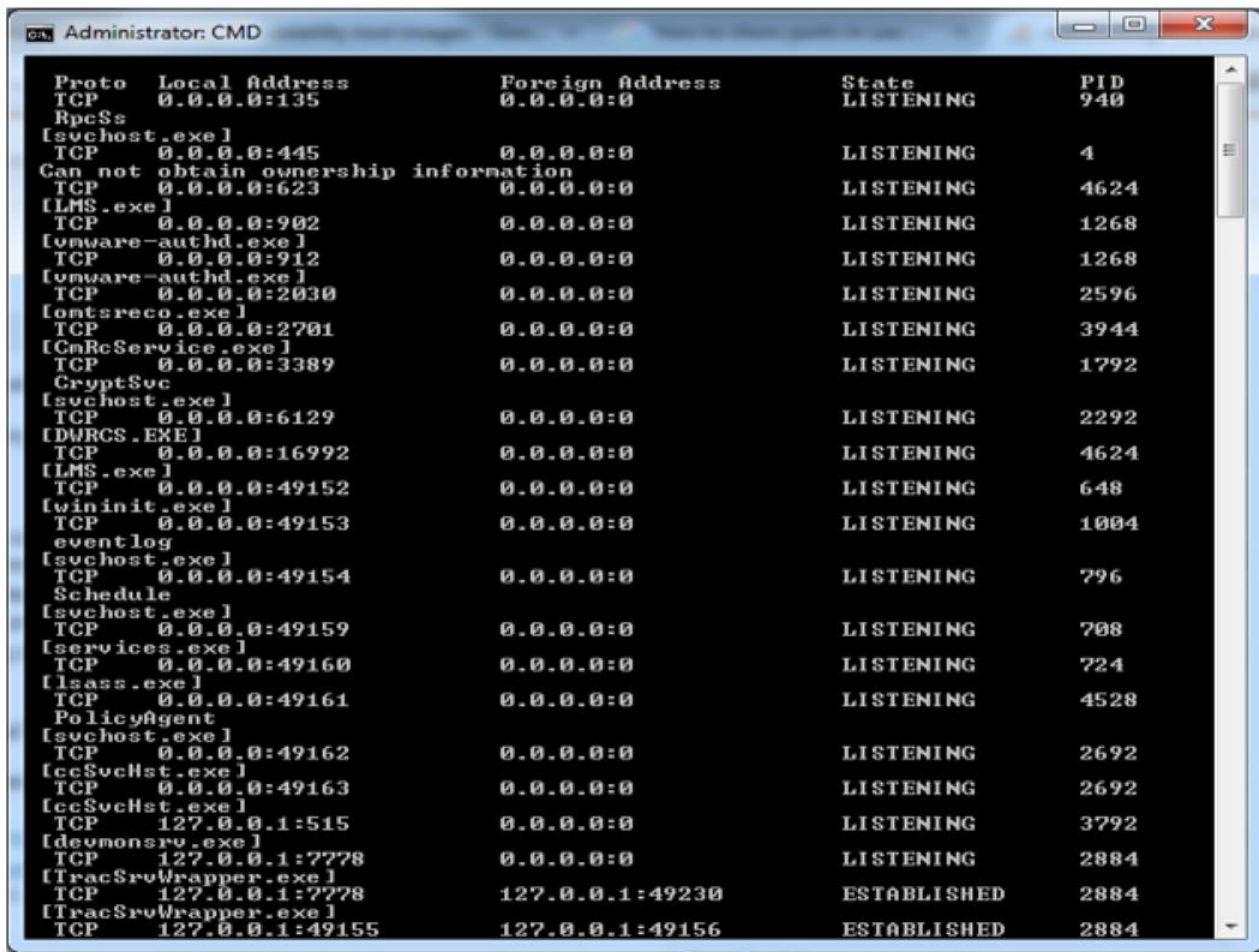 Administrator: CMD
Proto Local Address Foreign Address State PID
TCP 0.0.0.0:135 0.0.0.0:0 LISTENING 940
RpcSs
[svchost.exe]
TCP 0.0.0.0:445 0.0.0.0:0 LISTENING 4
Can not obtain ownership information
TCP 0.0.0.0:623 0.0.0.0:0 LISTENING 4624
[LMS.exe]
TCP 0.0.0.0:902 0.0.0.0:0 LISTENING 1268
[vmware-authd.exe]
TCP 0.0.0.0:912 0.0.0.0:0 LISTENING 1268
[vmware-authd.exe]
TCP 0.0.0.0:2030 0.0.0.0:0 LISTENING 2596
[omtsreco.exe]
TCP 0.0.0.0:2701 0.0.0.0:0 LISTENING 3944
[CmRcService.exe]
TCP 0.0.0.0:3389 0.0.0.0:0 LISTENING 1792
CryptSvc
[svchost.exe]
TCP 0.0.0.0:6129 0.0.0.0:0 LISTENING 2292
[DWRCS.EXE]
TCP 0.0.0.0:16992 0.0.0.0:0 LISTENING 4624
[LMS.exe]
TCP 0.0.0.0:49152 0.0.0.0:0 LISTENING 648
[wininit.exe]
TCP 0.0.0.0:49153 0.0.0.0:0 LISTENING 1004
eventlog
[svchost.exe]
TCP 0.0.0.0:49154 0.0.0.0:0 LISTENING 796
Schedule
[svchost.exe]
TCP 0.0.0.0:49159 0.0.0.0:0 LISTENING 708
[services.exe]
TCP 0.0.0.0:49160 0.0.0.0:0 LISTENING 724
[lsass.exe]
TCP 0.0.0.0:49161 0.0.0.0:0 LISTENING 4528
PolicyAgent
[svchost.exe]
TCP 0.0.0.0:49162 0.0.0.0:0 LISTENING 2692
[ccSvcHst.exe]
TCP 0.0.0.0:49163 0.0.0.0:0 LISTENING 2692
[ccSvcHst.exe]
TCP 127.0.0.1:515 0.0.0.0:0 LISTENING 3792
[devmonsrv.exe]
TCP 127.0.0.1:7778 0.0.0.0:0 LISTENING 2884
[TracSrvWrapper.exe]
TCP 127.0.0.1:7778 127.0.0.1:49230 ESTABLISHED 2884
[TracSrvWrapper.exe]
TCP 127.0.0.1:49155 127.0.0.1:49156 ESTABLISHED 2884